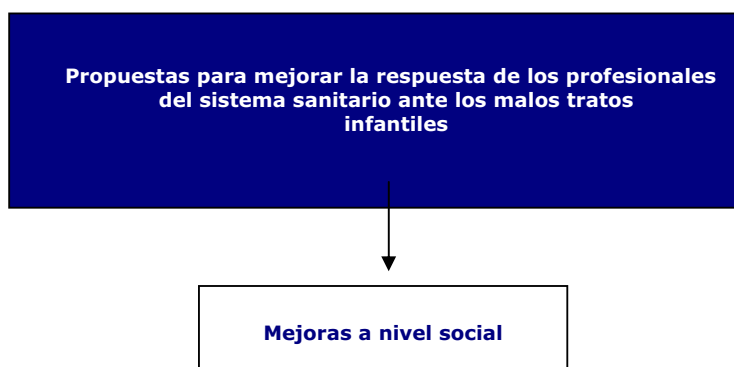 Propuestas para mejorar la respuesta de los profesionales
del sistema sanitario ante los malos tratos
infantiles
Mejoras a nivel social